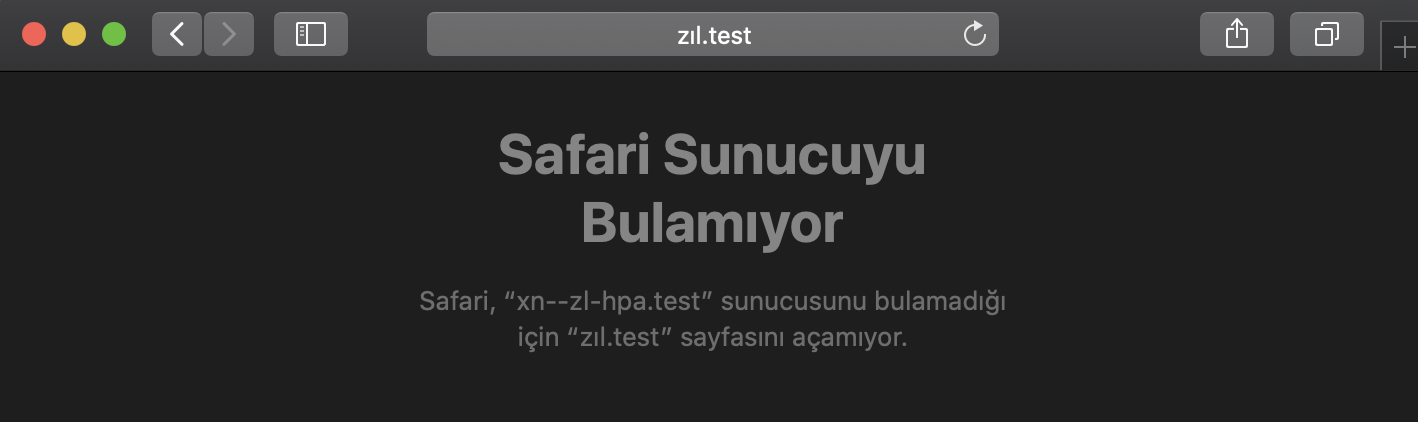 zıl.test
Safari Sunucuyu
Bulamıyor
Safari, “xn--zl-hpa.test” sunucusunu bulamadığı
için “zıl.test” sayfasını açamıyor.